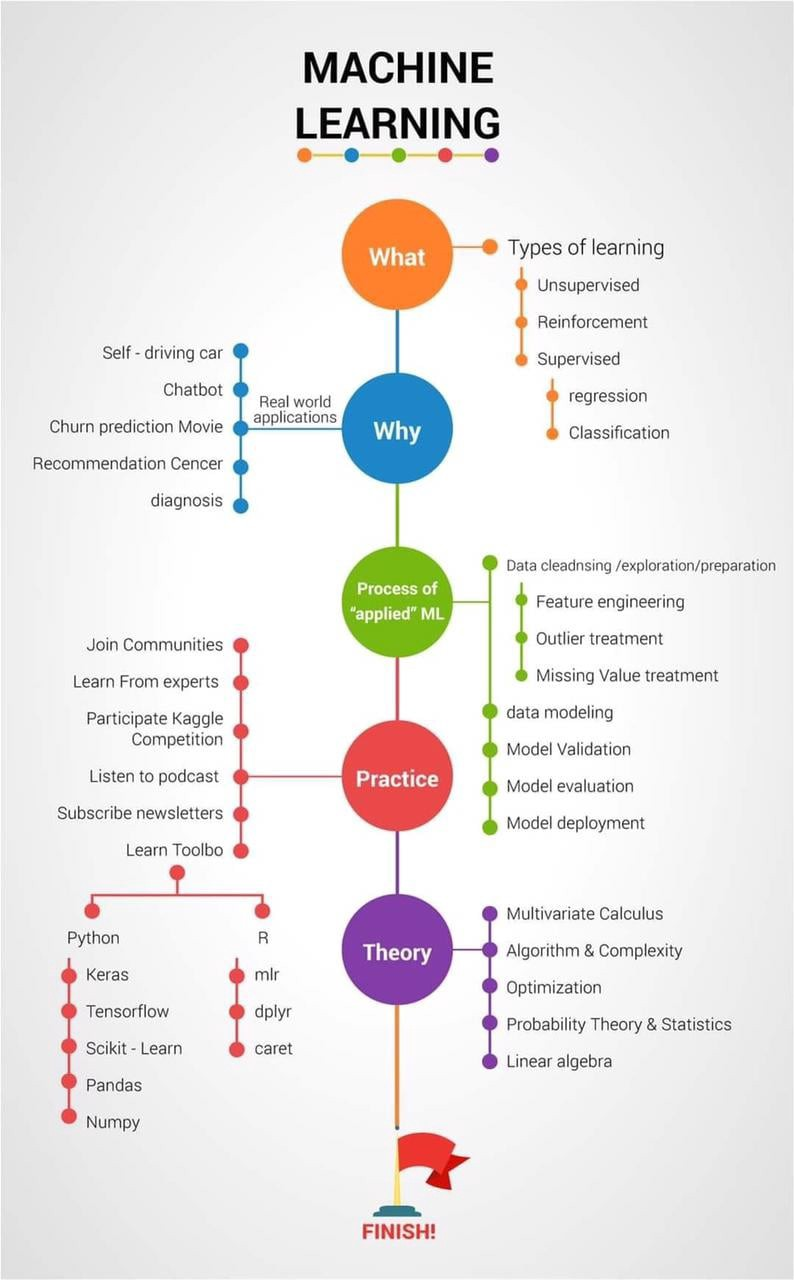 MACHINE
LEARNING
What
Types of learning
Unsupervised
Reinforcement
Supervised
regression
Classification
Why
Real world
applications
Self - driving car
Chatbot
Churn prediction Movie
Recommendation Cencer
diagnosis
Process of
“applied” ML
Data cleadnsing /exploration/preparation
Feature engineering
Outlier treatment
Missing Value treatment
data modeling
Model Validation
Model evaluation
Model deployment
Practice
Join Communities
Learn From experts
Participate Kaggle
Competition
Listen to podcast
Subscribe newsletters
Learn Toolbo
Python
Keras
Tensorflow
Scikit - Learn
Pandas
Numpy
R
mlr
dplyr
caret
Theory
Multivariate Calculus
Algorithm & Complexity
Optimization
Probability Theory & Statistics
Linear algebra
FINISH!